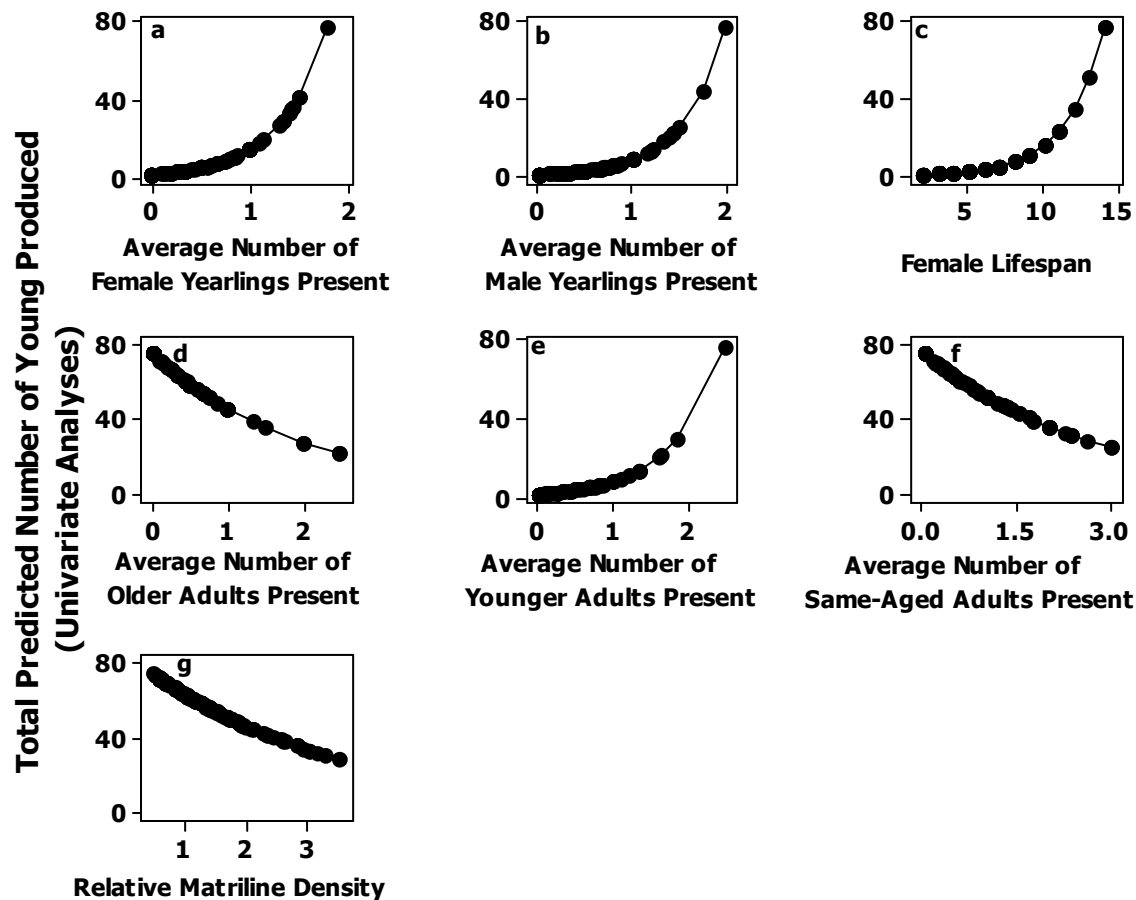 Total Predicted Number of Young Produced
(Univariate Analyses)
a
80
40
0
0 1 2
Average Number of
Female Yearlings Present
b
80
40
0
0 1 2
Average Number of
Male Yearlings Present
c
80
40
0
5 10 15
Female Lifespan
d
80
40
0
0 1 2
Average Number of
Older Adults Present
e
80
40
0
0 1 2
Average Number of
Younger Adults Present
f
80
40
0
0.0 1.5 3.0
Average Number of
Same-Aged Adults Present
g
80
40
0
1 2 3
Relative Matriline Density